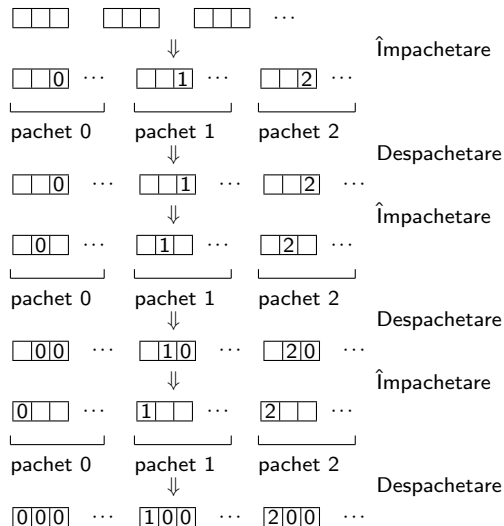 ...
Împachetare
0 ... 1 ... 2 ...
pachet 0 pachet 1 pachet 2
Despachetare
0 ... 1 ... 2 ...
Împachetare
0 ... 1 ... 2 ...
pachet 0 pachet 1 pachet 2
Despachetare
0 0 ... 1 0 ... 2 0 ...
Împachetare
0 ... 1 ... 2 ...
pachet 0 pachet 1 pachet 2
Despachetare
0 0 0 ... 1 0 0 ... 2 0 0 ...